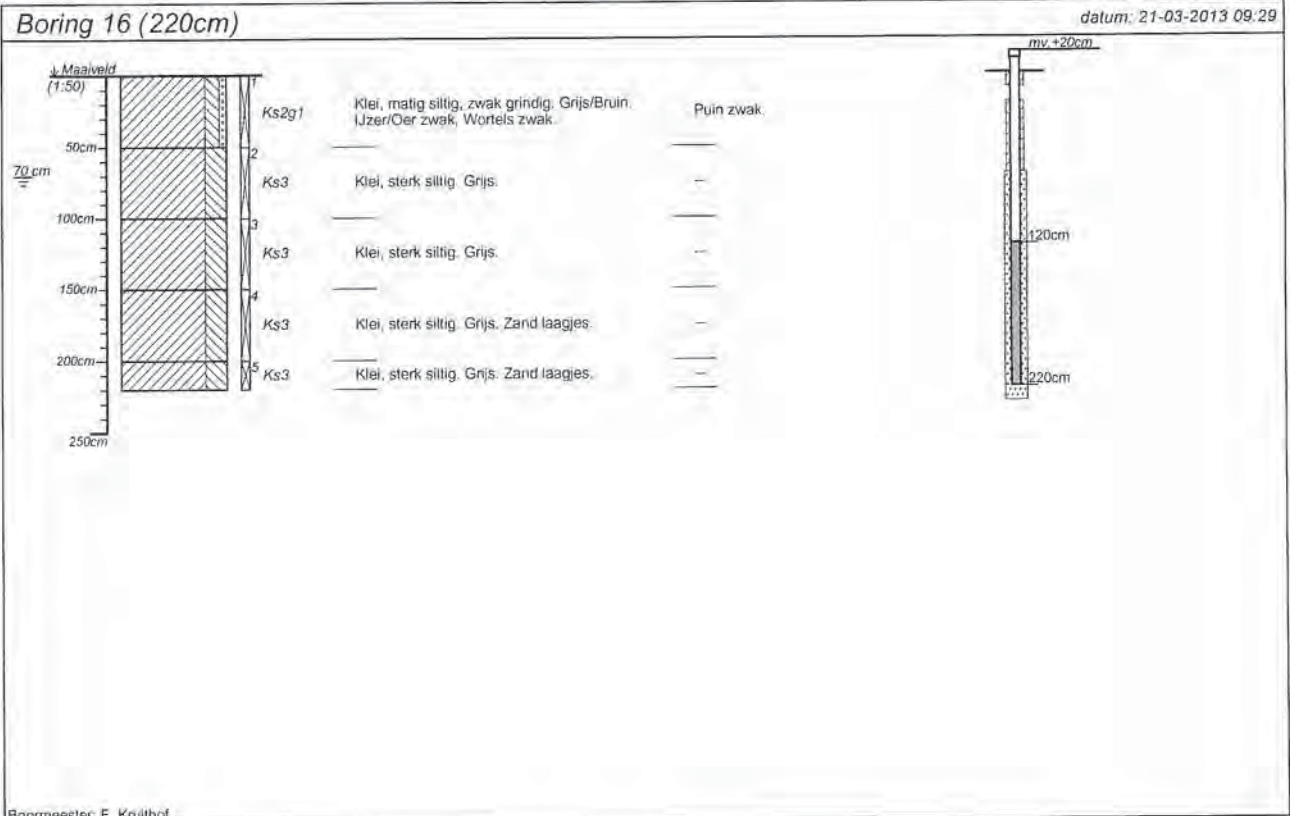 Boring 16 (220cm)
datum: 21-03-2013 09:29
mv.+20cm
Maaiveld
(1:50)
1
Ks2g1
Klei, matig siltig, zwak grindig. Grijs/Bruin.
IJzer/Oer zwak, Wortels zwak.
Puin zwak.
50cm
2
70 cm
Ks3
Klei, sterk siltig. Grijs.
–
100cm
3
120cm
Ks3
Klei, sterk siltig. Grijs.
–
150cm
4
Ks3
Klei, sterk siltig. Grijs. Zand laagjes.
–
200cm
5
Ks3
Klei, sterk siltig. Grijs. Zand laagjes.
–
220cm
250cm
Boormeester: F. Kruithof